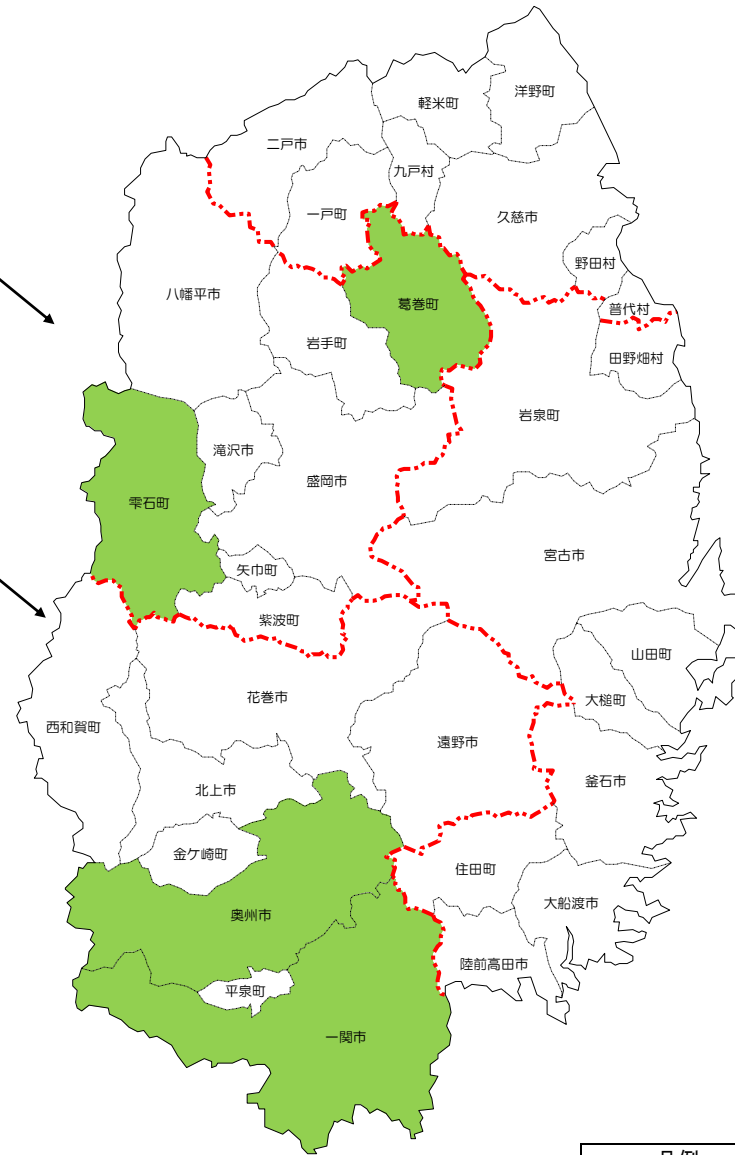 洋野町
軽米町
二戸市
九戸村
一戸町
久慈市
野田村
八幡平市
葛巻町
普代村
岩手町
田野畑村
岩泉町
滝沢市
盛岡市
雫石町
宮古市
矢巾町
紫波町
山田町
花巻市
大槌町
西和賀町
遠野市
釜石市
北上市
金ケ崎町
住田町
大船渡市
奥州市
陸前高田市
平泉町
一関市